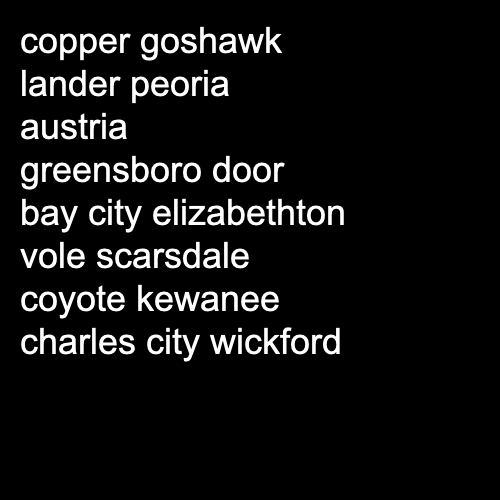 copper goshawk
lander peoria
austria
greensboro door
bay city elizabethton
vole scarsdale
coyote kewanee
charles city wickford